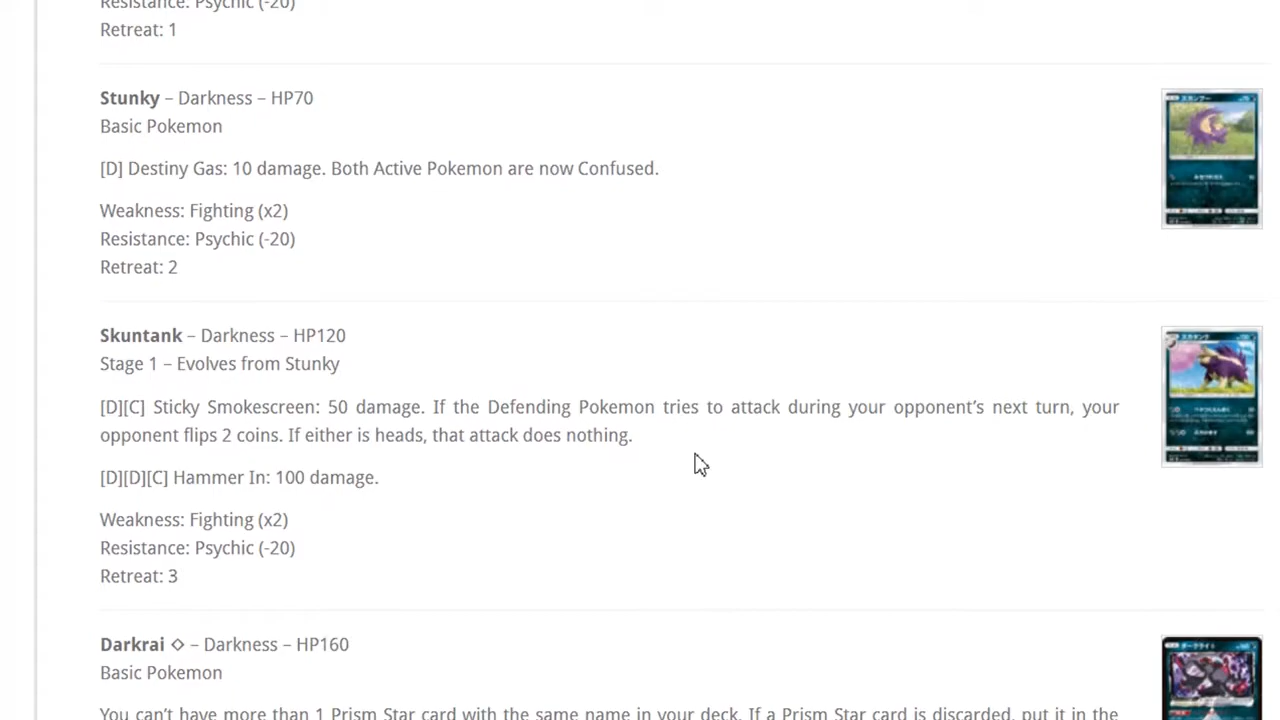 Resistance: Psychic (-20)
Retreat: 1
Stunky – Darkness – HP70
Basic Pokemon
[D] Destiny Gas: 10 damage. Both Active Pokemon are now Confused.
Weakness: Fighting (x2)
Resistance: Psychic (-20)
Retreat: 2
Skuntank – Darkness – HP120
Stage 1 – Evolves from Stunky
[D][C] Sticky Smokescreen: 50 damage. If the Defending Pokemon tries to attack during your opponent’s next turn, your
opponent flips 2 coins. If either is heads, that attack does nothing.
[D][D][C] Hammer In: 100 damage.
Weakness: Fighting (x2)
Resistance: Psychic (-20)
Retreat: 3
Darkrai ◇ – Darkness – HP160
Basic Pokemon
You can’t have more than 1 Prism Star card with the same name in your deck. If a Prism Star card is discarded, put it in the